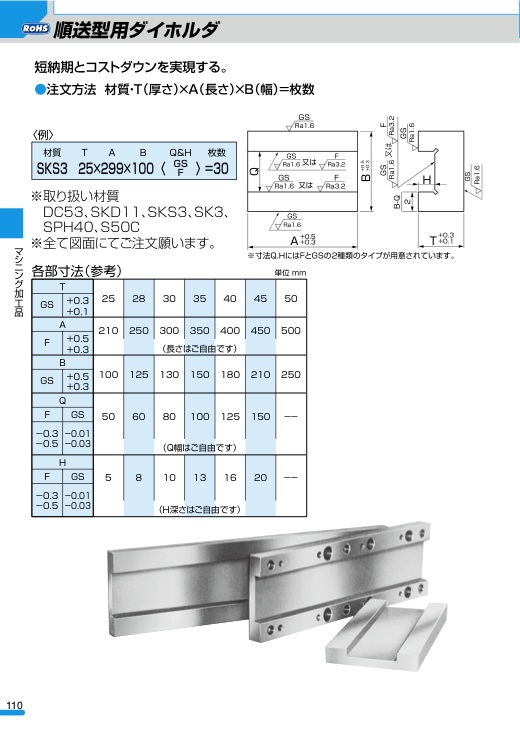 RoHS 順送型用ダイホルダ
短納期とコストダウンを実現する。
●注文方法 材質・T(厚さ)×A(長さ)×B(幅)＝枚数
〈例〉
材質 T A B Q&H 枚数
SKS3 25×299×100〈 GS F 〉=30
※取り扱い材質
DC53、SKD11、SKS3、SK3、
SPH40、S50C
※全て図面にてご注文願います。
GS
Ra1.6
GS Ra1.6 又は F Ra3.2
GS Ra1.6 又は F Ra3.2
Q
GS
Ra1.6
A +0.5 +0.3
B +0.5 +0.3
GS Ra1.6 又は F Ra3.2
GS
Ra1.6
H
B-Q
2
GS
Ra1.6
T +0.3 +0.1
※寸法Q.HにはFとGSの2種類のタイプが用意されています。
マシニング加工品
各部寸法(参考)
単位 mm
T
GS +0.3 +0.1 25 28 30 35 40 45 50
A
F +0.5 +0.3 210 250 300 350 400 450 500
(長さはご自由です)
B
GS +0.5 +0.3 100 125 130 150 180 210 250
Q
F GS
−0.3 −0.01
−0.5 −0.03
50 60 80 100 125 150 −−
(Q幅はご自由です)
H
F GS
−0.3 −0.01
−0.5 −0.03
5 8 10 13 16 20 −−
(H深さはご自由です)
110